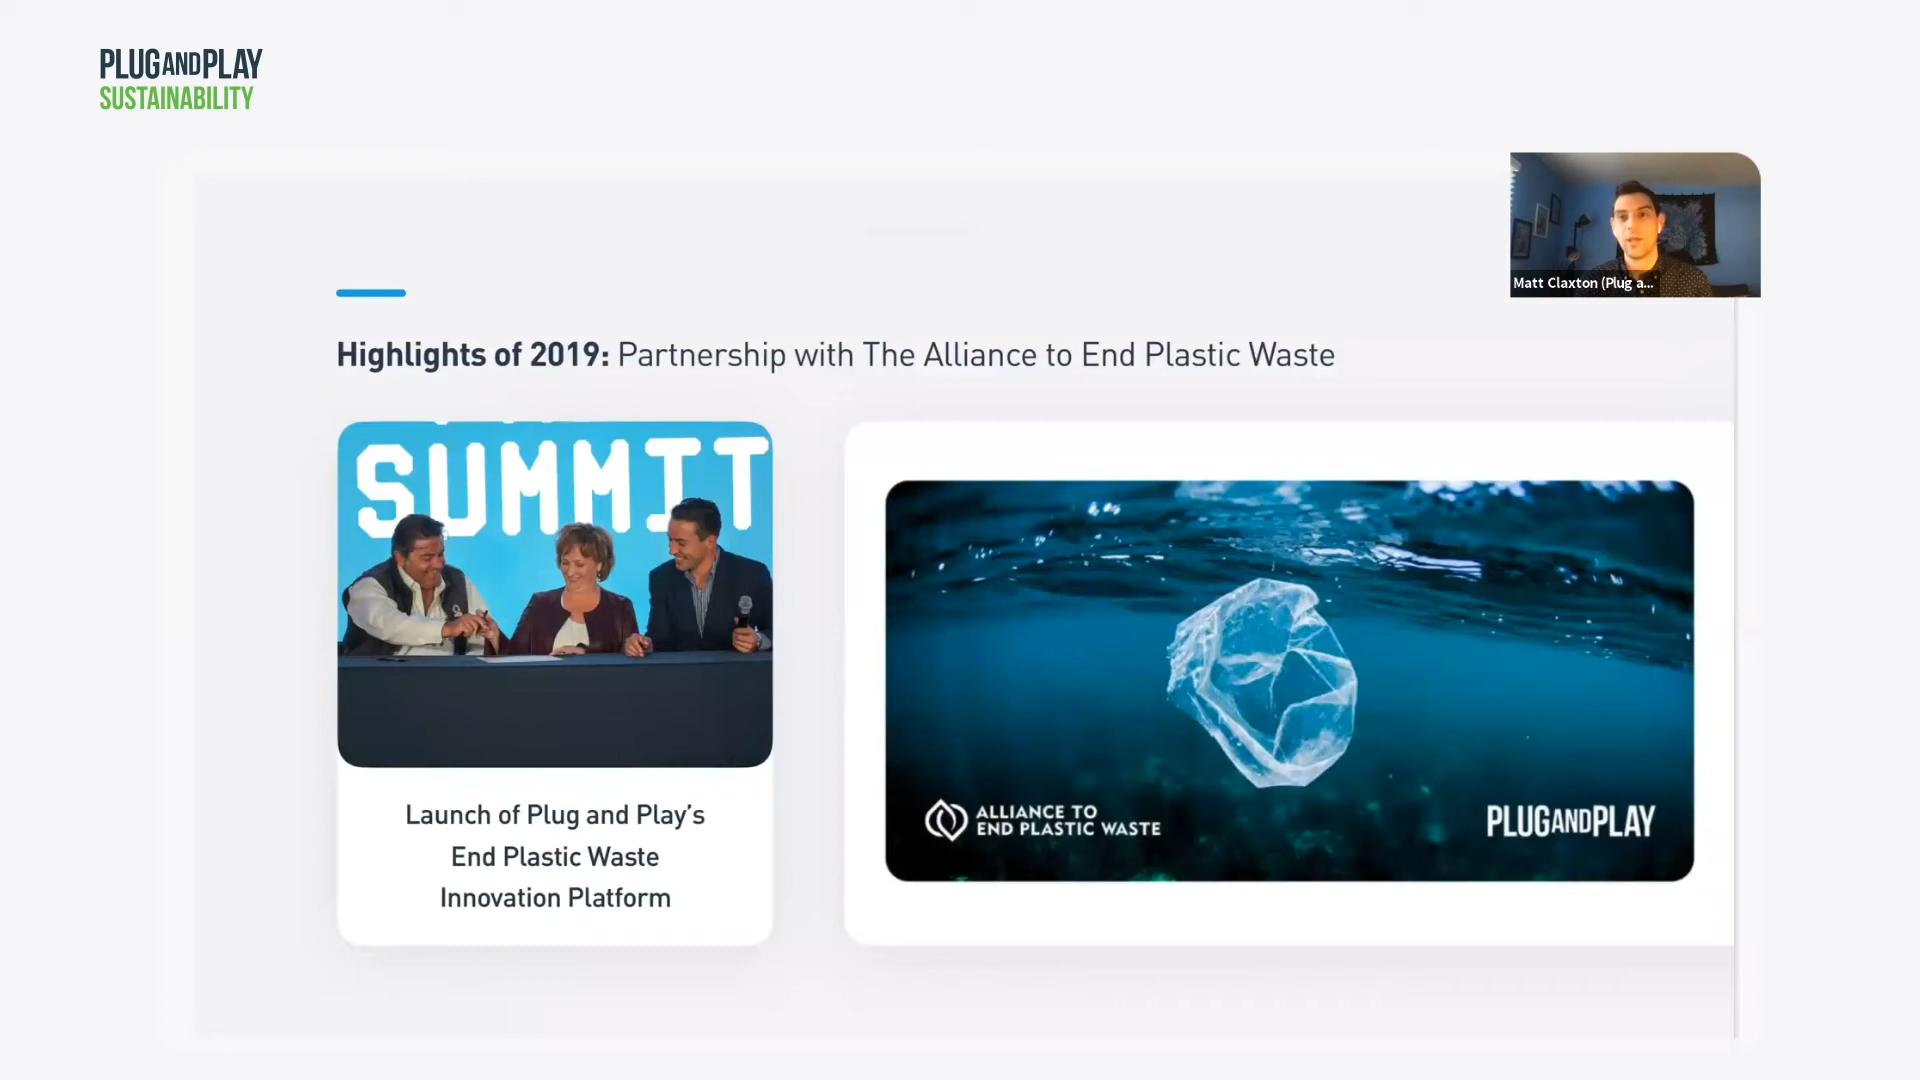 PLUGANDPLAY
SUSTAINABILITY
Matt Claxton (Plug a...
Highlights of 2019: Partnership with The Alliance to End Plastic Waste
SUMMIT
Launch of Plug and Play’s
End Plastic Waste
Innovation Platform
ALLIANCE TO
END PLASTIC WASTE
PLUGANDPLAY